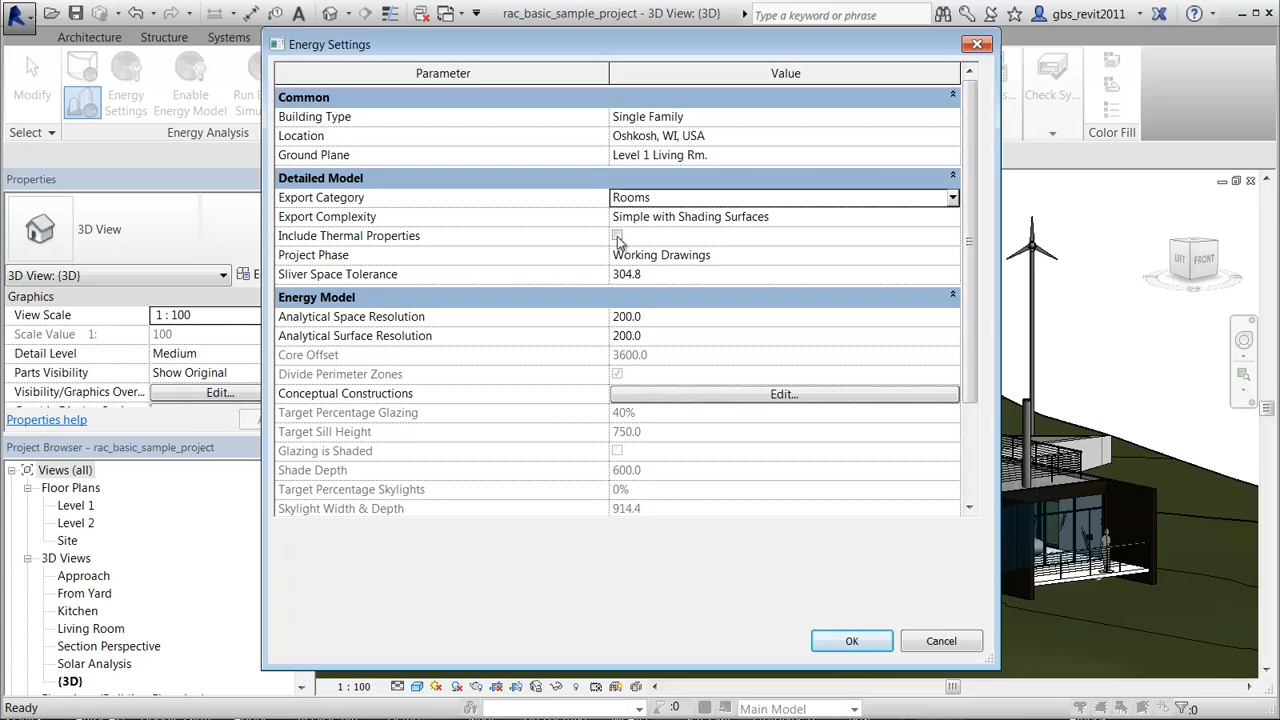 rac_basic_sample_project - 3D View: {3D}
Type a keyword or phrase
gbs_revit2011
Architecture
Structure
Systems
Modify
Energy
Settings
Enable
Energy Model
Run E
Simul
Check Sy...
Select
Energy Analysis
Color Fill
Energy Settings
Parameter
Value
Common
Building Type
Single Family
Location
Oshkosh, WI, USA
Ground Plane
Level 1 Living Rm.
Detailed Model
Export Category
Rooms
Export Complexity
Simple with Shading Surfaces
Include Thermal Properties
Project Phase
Working Drawings
Sliver Space Tolerance
304.8
Energy Model
Analytical Space Resolution
200.0
Analytical Surface Resolution
200.0
Core Offset
3600.0
Divide Perimeter Zones
Conceptual Constructions
Edit...
Target Percentage Glazing
40%
Target Sill Height
750.0
Glazing is Shaded
Shade Depth
600.0
Target Percentage Skylights
0%
Skylight Width & Depth
914.4
OK
Cancel
Properties
3D View
3D View: {3D}
Graphics
View Scale
1 : 100
Scale Value 1:
100
Detail Level
Medium
Parts Visibility
Show Original
Visibility/Graphics Over...
Edit...
Properties help
Project Browser - rac_basic_sample_project
Views (all)
Floor Plans
Level 1
Level 2
Site
3D Views
Approach
From Yard
Kitchen
Living Room
Section Perspective
Solar Analysis
{3D}
LEFT
FRONT
1 : 100
Ready
:0
Main Model
:0